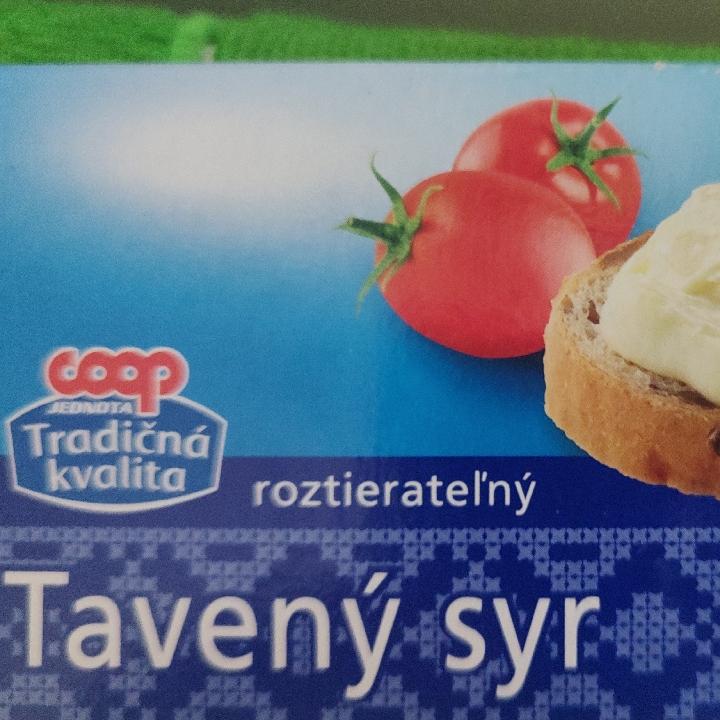 coop
JEDNOTA
Tradičná
kvalita
roztierateľný
Tavený syr